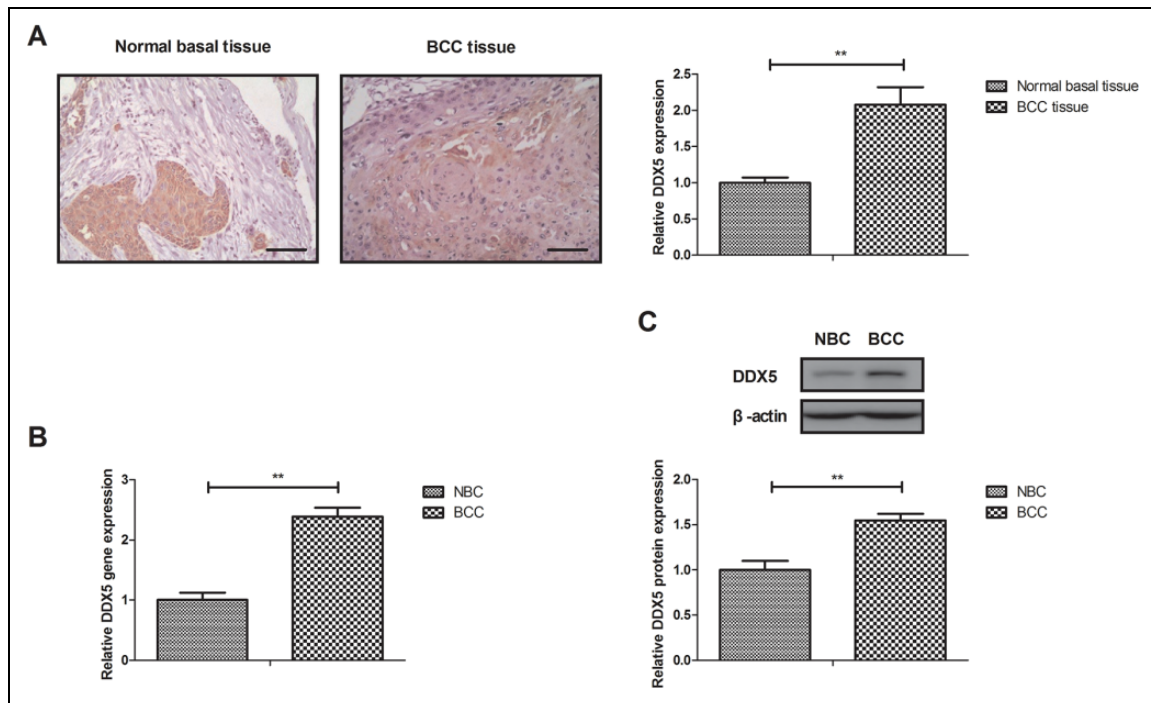 A
Normal basal tissue
BCC tissue
**
Relative DDX5 expression
2.5
2.0
1.5
1.0
0.5
0.0
Normal basal tissue
BCC tissue
B
**
Relative DDX5 gene expression
3
2
1
0
NBC
BCC
C
NBC BCC
DDX5
β -actin
**
Relative DDX5 protein expression
2.0
1.5
1.0
0.5
0.0
NBC
BCC